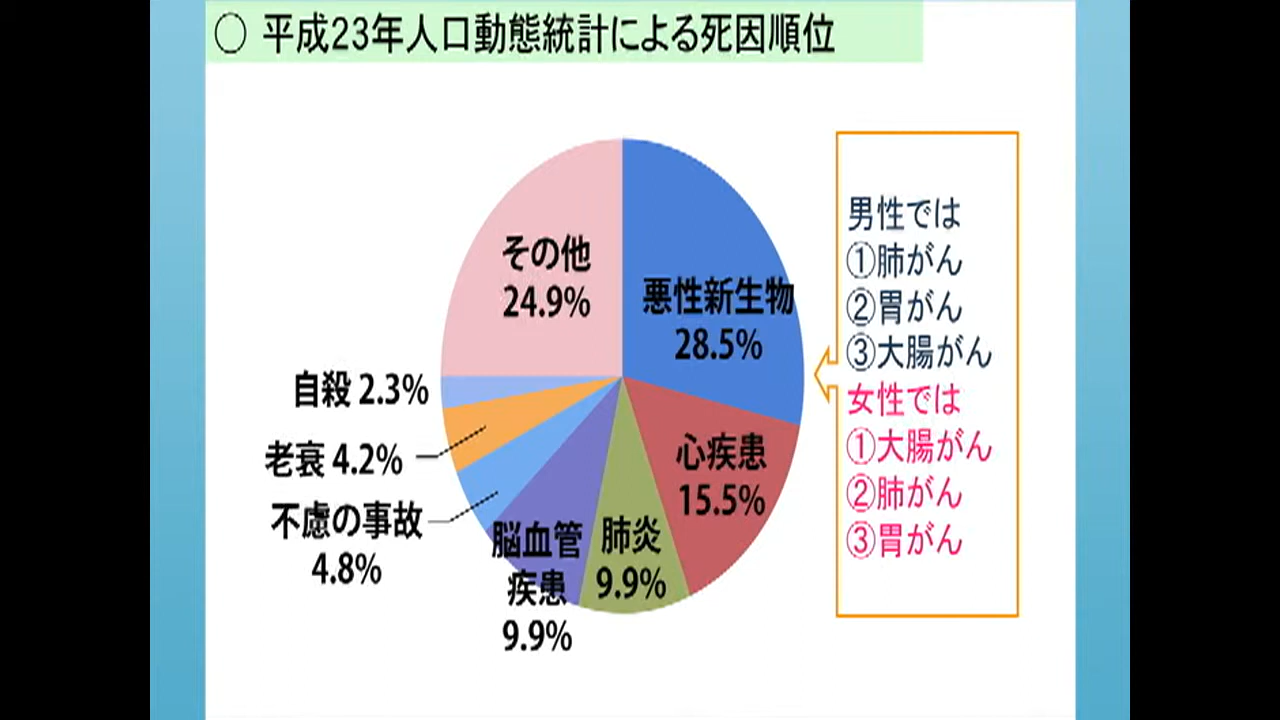 ○ 平成23年人口動態統計による死因順位
その他
24.9%
悪性新生物
28.5%
自殺 2.3%
老衰 4.2%
不慮の事故
4.8%
脳血管
疾患
9.9%
肺炎
9.9%
心疾患
15.5%
男性では
①肺がん
②胃がん
③大腸がん
女性では
①大腸がん
②肺がん
③胃がん